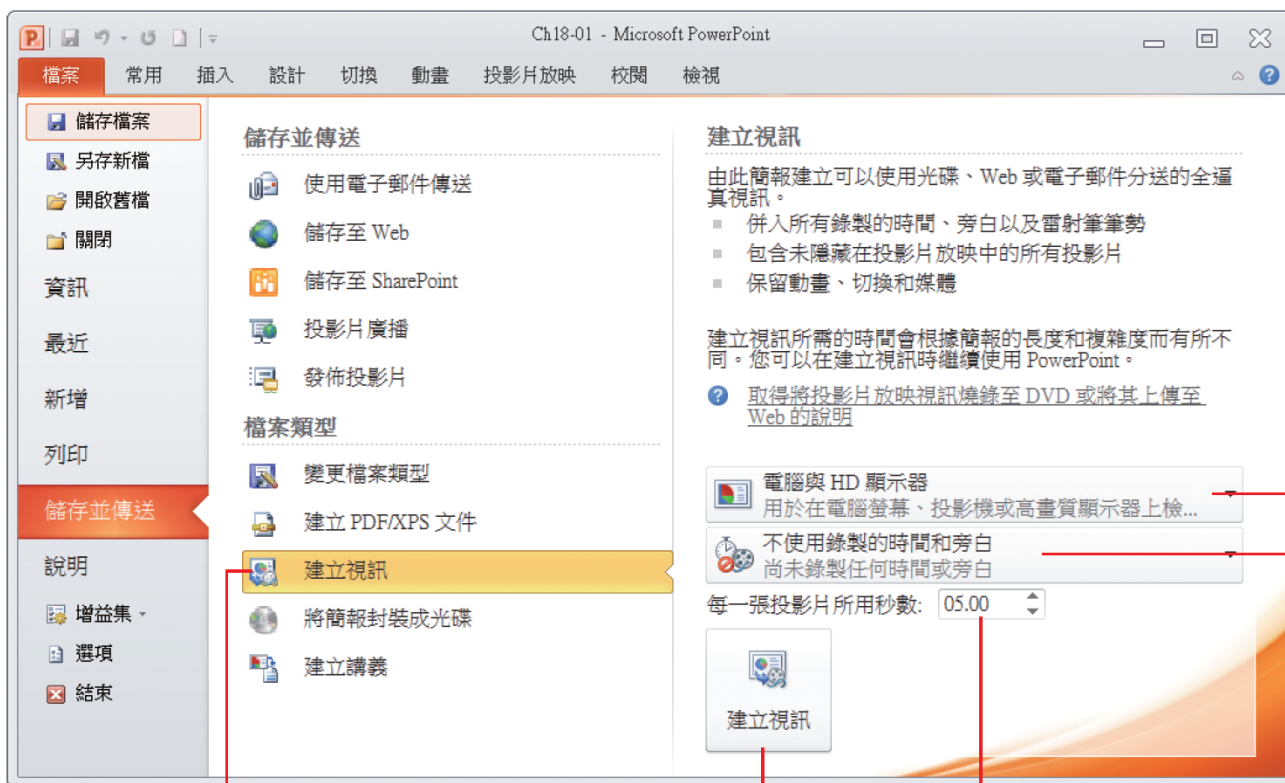 Ch18-01 - Microsoft PowerPoint
檔案 常用 插入 設計 切換 動畫 投影片放映 校閱 檢視
儲存檔案
另存新檔
開啟舊檔
關閉
資訊
最近
新增
列印
儲存並傳送
說明
增益集
選項
結束
儲存並傳送
使用電子郵件傳送
儲存至 Web
儲存至 SharePoint
投影片廣播
發佈投影片
檔案類型
變更檔案類型
建立 PDF/XPS 文件
建立視訊
將簡報封裝成光碟
建立講義
建立視訊
由此簡報建立可以使用光碟、Web 或電子郵件分送的全逼
真視訊。
併入所有錄製的時間、旁白以及雷射筆筆勢
包含未隱藏在投影片放映中的所有投影片
保留動畫、切換和媒體
建立視訊所需的時間會根據簡報的長度和複雜度而有所不
同。您可以在建立視訊時繼續使用 PowerPoint。
取得將投影片放映視訊燒錄至 DVD 或將其上傳至
Web 的說明
電腦與 HD 顯示器
用於在電腦螢幕、投影機或高畫質顯示器上檢...
不使用錄製的時間和旁白
尚未錄製任何時間或旁白
每一張投影片所用秒數: 05.00
建立視訊